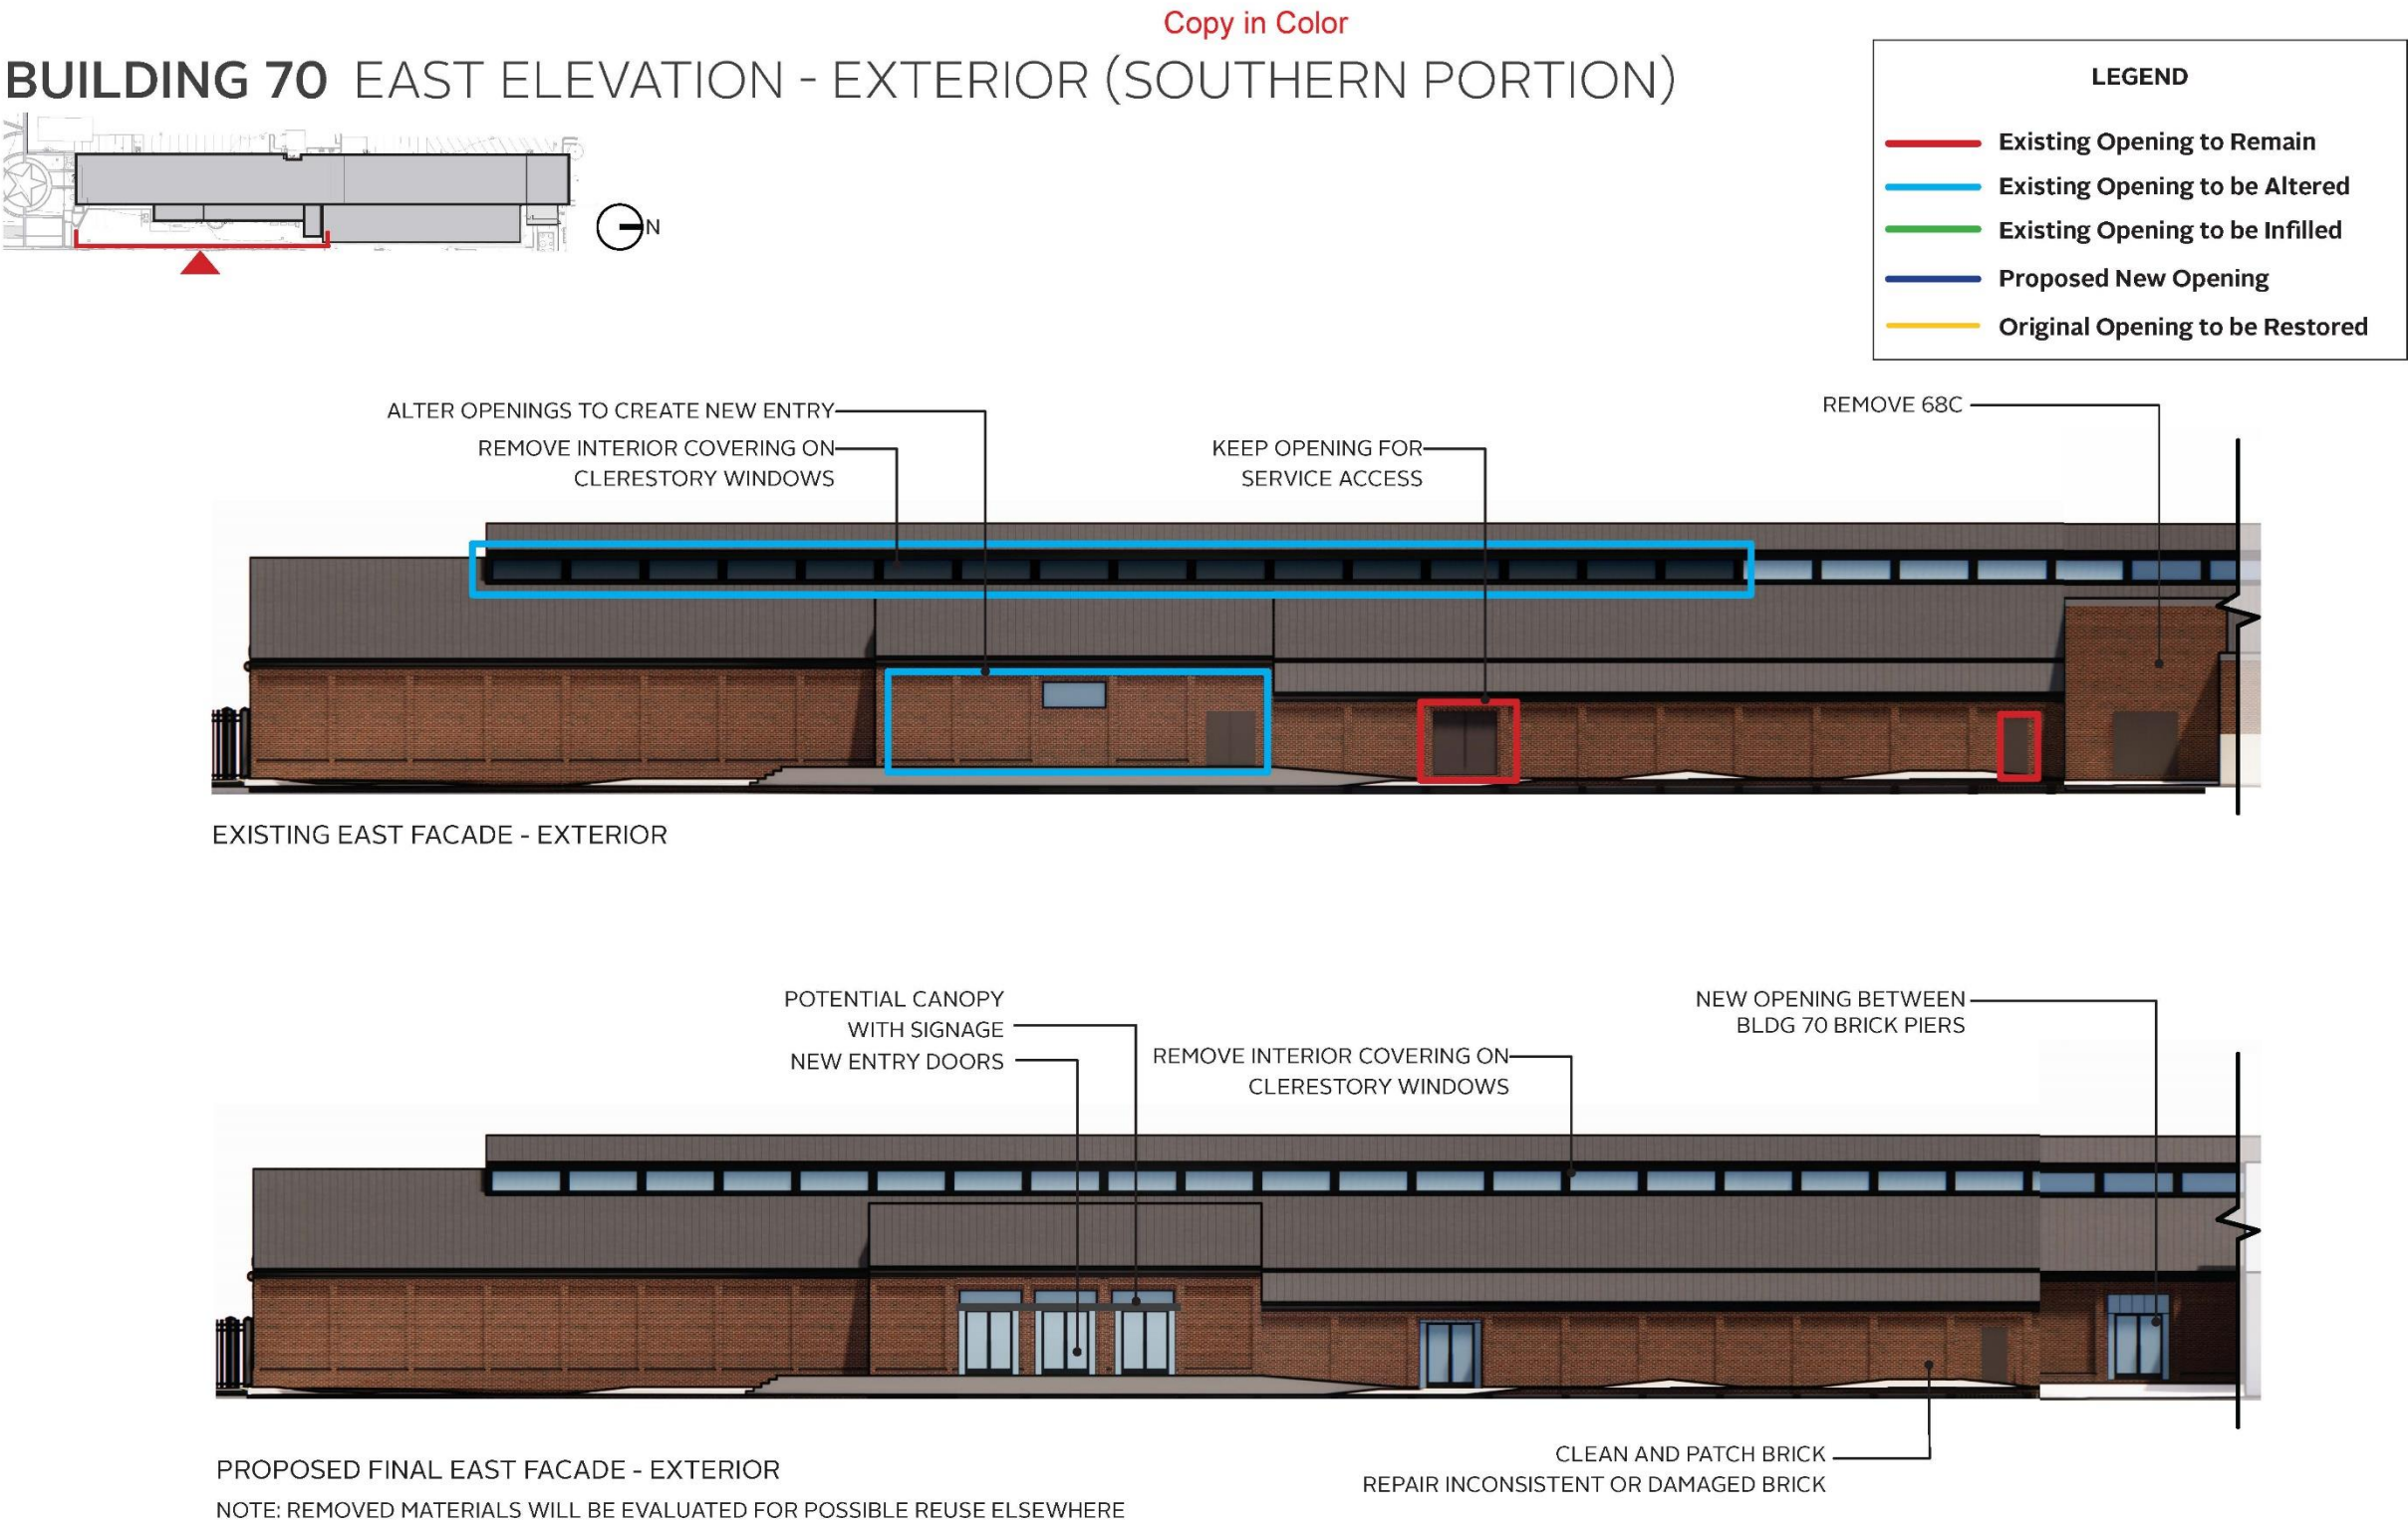 Copy in Color
BUILDING 70 EAST ELEVATION - EXTERIOR (SOUTHERN PORTION)
N
LEGEND
Existing Opening to Remain
Existing Opening to be Altered
Existing Opening to be Infilled
Proposed New Opening
Original Opening to be Restored
ALTER OPENINGS TO CREATE NEW ENTRY
REMOVE INTERIOR COVERING ON
CLERESTORY WINDOWS
KEEP OPENING FOR
SERVICE ACCESS
REMOVE 68C
EXISTING EAST FACADE - EXTERIOR
POTENTIAL CANOPY
WITH SIGNAGE
NEW ENTRY DOORS
REMOVE INTERIOR COVERING ON
CLERESTORY WINDOWS
NEW OPENING BETWEEN
BLDG 70 BRICK PIERS
CLEAN AND PATCH BRICK
REPAIR INCONSISTENT OR DAMAGED BRICK
PROPOSED FINAL EAST FACADE - EXTERIOR
NOTE: REMOVED MATERIALS WILL BE EVALUATED FOR POSSIBLE REUSE ELSEWHERE